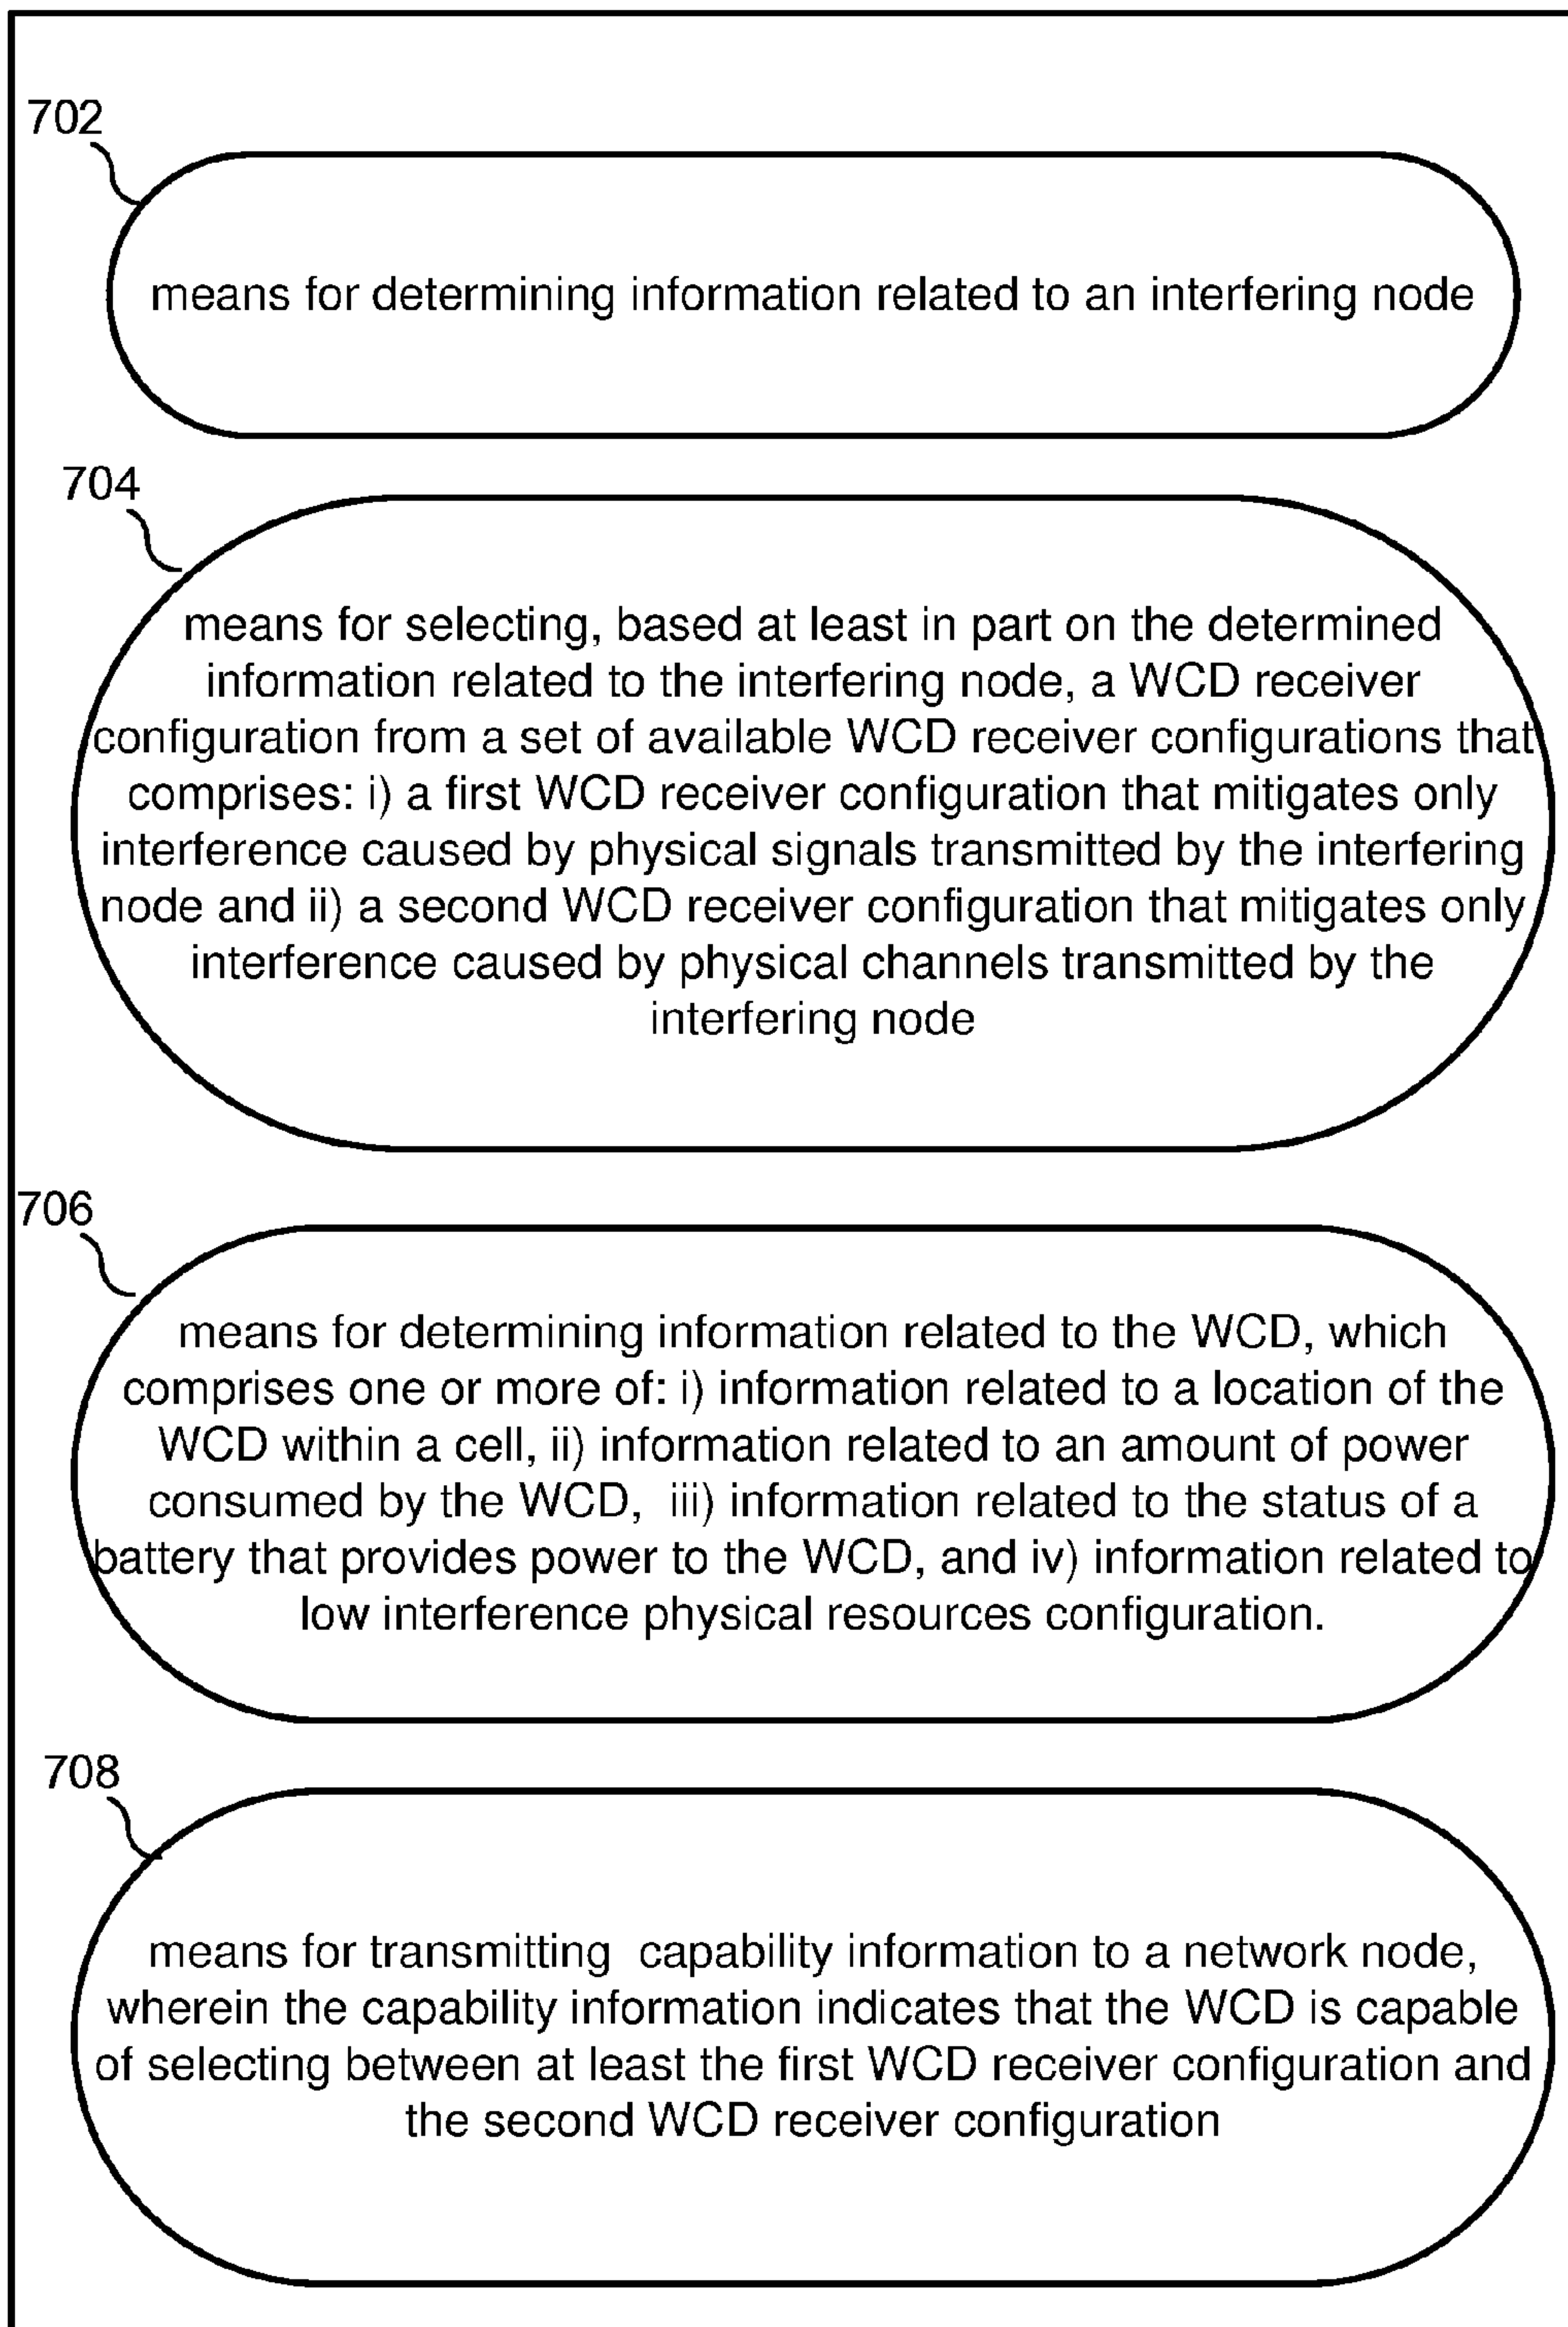 702
means for determining information related to an interfering node
704
means for selecting, based at least in part on the determined
information related to the interfering node, a WCD receiver
configuration from a set of available WCD receiver configurations that
comprises: i) a first WCD receiver configuration that mitigates only
interference caused by physical signals transmitted by the interfering
node and ii) a second WCD receiver configuration that mitigates only
interference caused by physical channels transmitted by the
interfering node
706
means for determining information related to the WCD, which
comprises one or more of: i) information related to a location of the
WCD within a cell, ii) information related to an amount of power
consumed by the WCD,  iii) information related to the status of a
battery that provides power to the WCD, and iv) information related to
low interference physical resources configuration.
708
means for transmitting  capability information to a network node,
wherein the capability information indicates that the WCD is capable
of selecting between at least the first WCD receiver configuration and
the second WCD receiver configuration